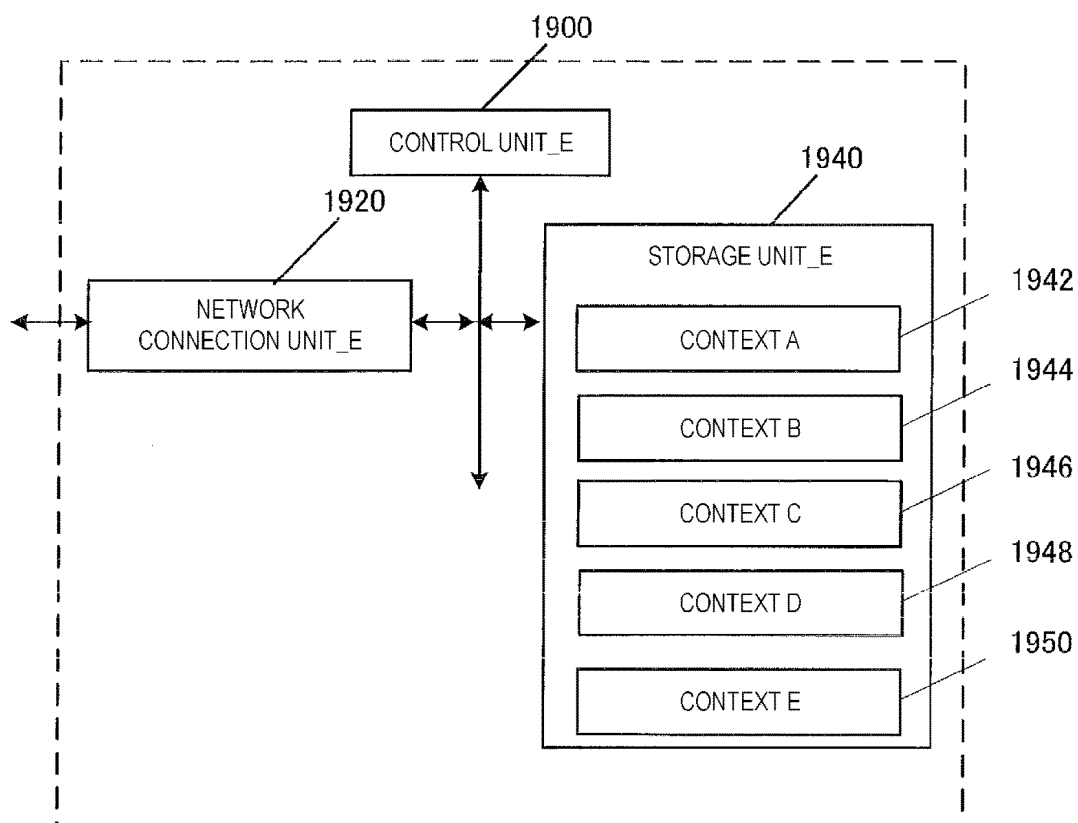 1900
CONTROL UNIT_E
1940
1920
STORAGE UNIT_E
1942
NETWORK
CONNECTION UNIT_E
CONTEXT A
1944
CONTEXT B
1946
CONTEXT C
1948
CONTEXT D
1950
CONTEXT E